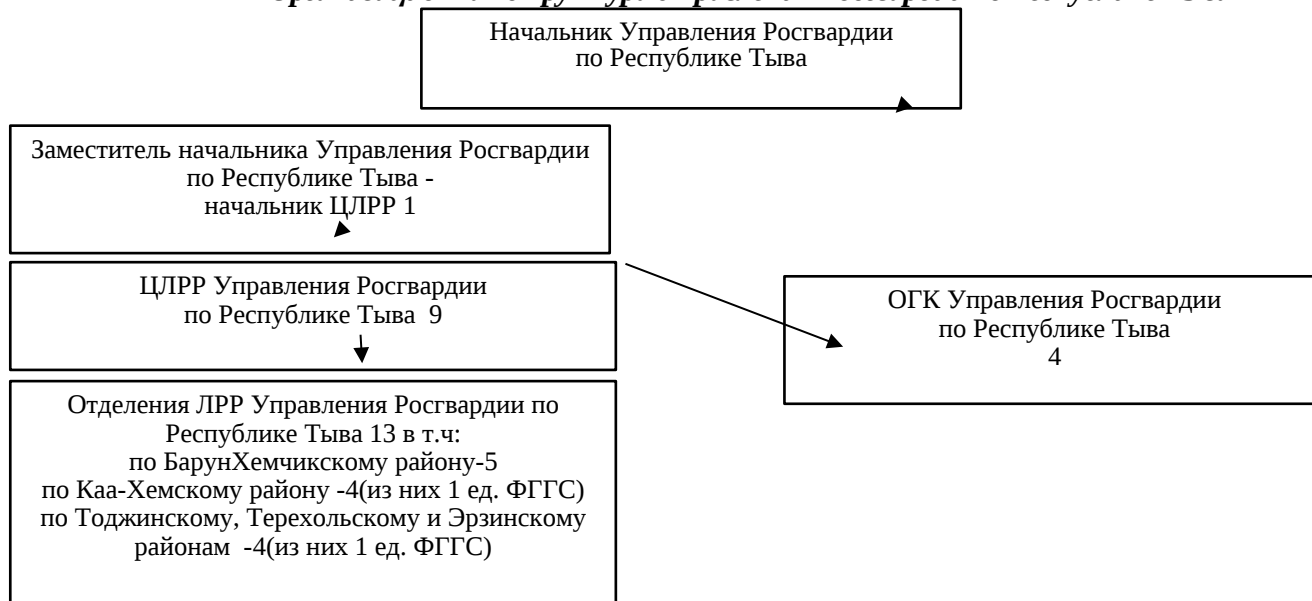 Начальник Управления Росгвардии
по Республике Тыва
Заместитель начальника Управления Росгвардии
по Республике Тыва -
начальник ЦЛРР 1
ЦЛРР Управления Росгвардии
по Республике Тыва 9
ОГК Управления Росгвардии
по Республике Тыва
4
Отделения ЛРР Управления Росгвардии по
Республике Тыва 13 в т.ч:
по БарунХемчикскому району-5
по Каа-Хемскому району -4(из них 1 ед. ФГГС)
по Тоджинскому, Терехольскому и Эрзинскому
районам -4(из них 1 ед. ФГГС)